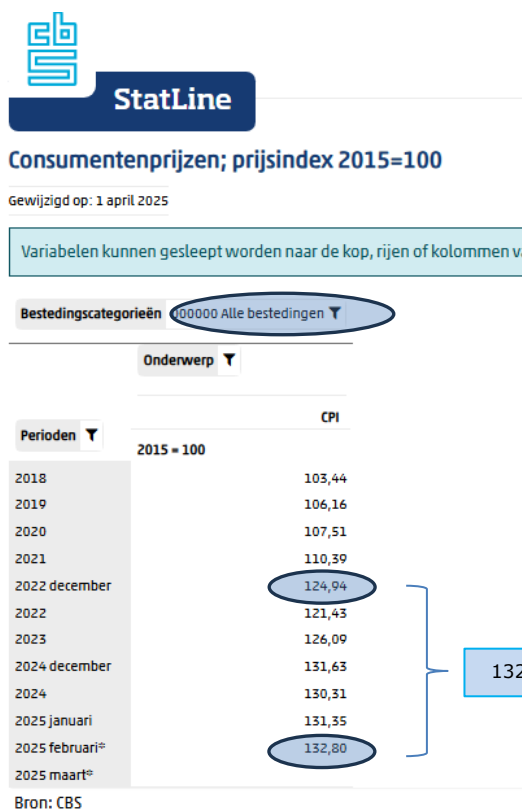 cbs
StatLine
Consumentenprijzen; prijsindex 2015=100
Gewijzigd op: 1 april 2025
Variabelen kunnen gesleept worden naar de kop, rijen of kolommen
Bestedingscategorieën 000000 Alle bestedingen
Onderwerp
CPI
Perioden
2015 = 100
2018 103,44
2019 106,16
2020 107,51
2021 110,39
2022 december 124,94
2022 121,43
2023 126,09
2024 december 131,63
2024 130,31
2025 januari 131,35
2025 februari* 132,80
2025 maart*
132
Bron: CBS